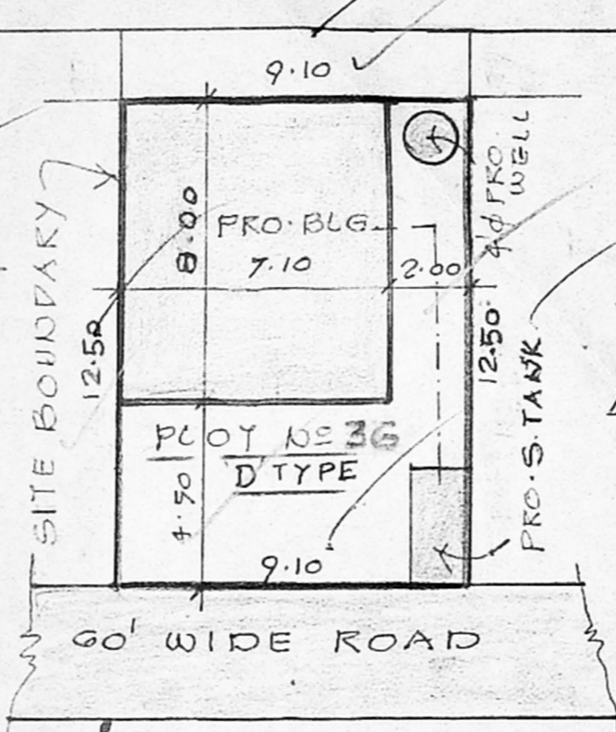 9.10
4'φ PRO.
WELL
8.00
PRO. BLG.
7.10
2.00
SITE BOUNDARY
12.50
12.50
PRO. S. TANK
PLOT No 36
D TYPE
4.50
9.10
60' WIDE ROAD